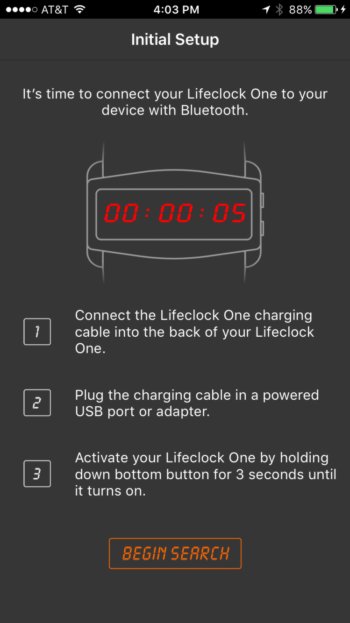 AT&T 4:03 PM 88%
Initial Setup
It's time to connect your Lifeclock One to your
device with Bluetooth.
00:00:05
1 Connect the Lifeclock One charging
cable into the back of your Lifeclock
One.
2 Plug the charging cable in a powered
USB port or adapter.
3 Activate your Lifeclock One by holding
down bottom button for 3 seconds until
it turns on.
BEGIN SEARCH